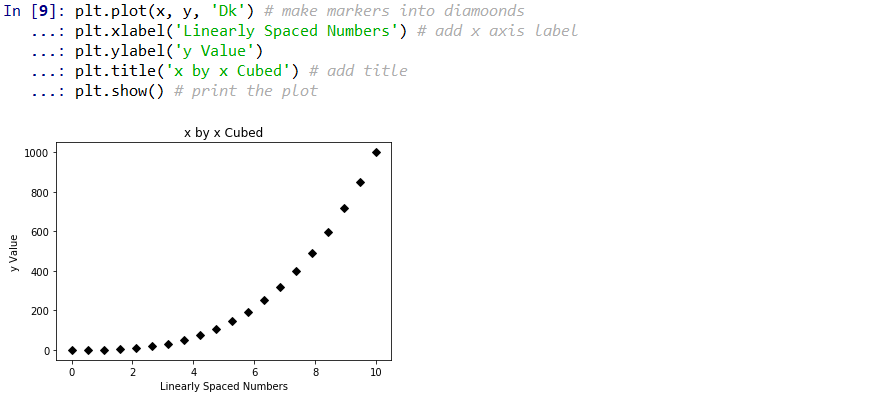 In [9]: plt.plot(x, y, 'Dk') # make markers into diamoonds
...: plt.xlabel('Linearly Spaced Numbers') # add x axis label
...: plt.ylabel('y Value')
...: plt.title('x by x Cubed') # add title
...: plt.show() # print the plot
x by x Cubed
1000
800
600
400
200
0
y Value
0 2 4 6 8 10
Linearly Spaced Numbers